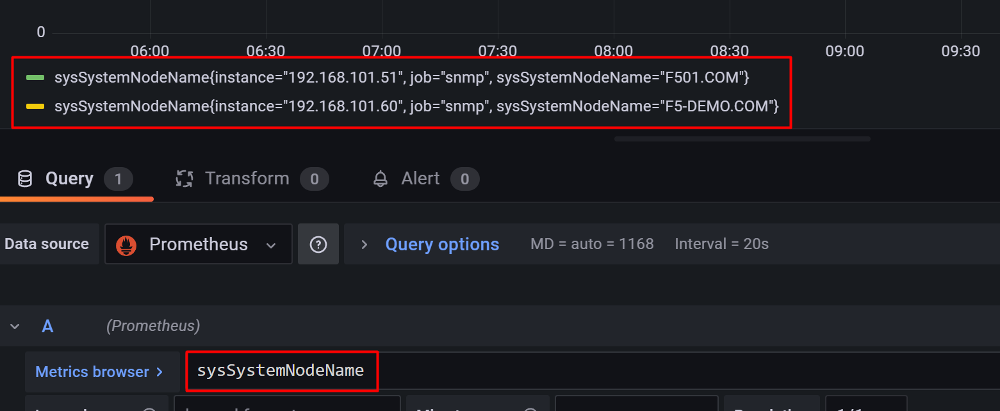 0
06:00 06:30 07:00 07:30 08:00 08:30 09:00 09:30
sysSystemNodeName{instance="192.168.101.51", job="snmp", sysSystemNodeName="F501.COM"}
sysSystemNodeName{instance="192.168.101.60", job="snmp", sysSystemNodeName="F5-DEMO.COM"}
Query 1 Transform 0 Alert 0
Data source Prometheus Query options MD = auto = 1168 Interval = 20s
A (Prometheus)
Metrics browser > sysSystemNodeName